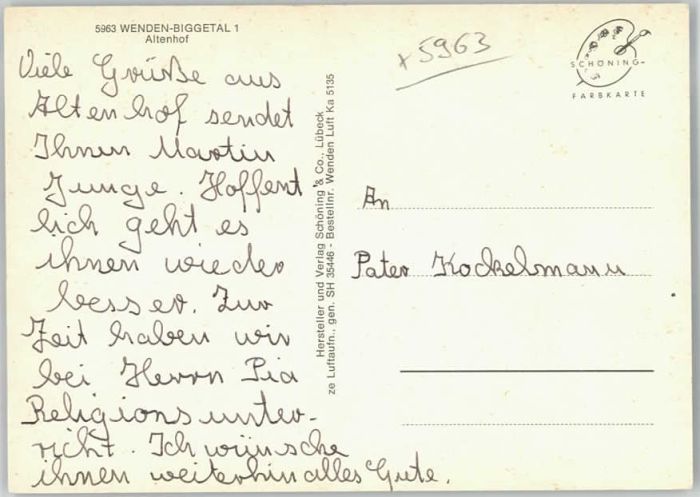 5963 WENDEN-BIGGETAL 1
Altenhof
Viele Grüße aus
Altenhof sendet
Ihnen Martin
Junge. Hoffent
lich geht es
ihnen wieder
besser. Zur
Zeit haben wir
bei Herrn Pia
Religionsunter-
richt. Ich wünsche
ihnen weiterhin alles Gute.
Hersteller und Verlag Schöning & Co., Lübeck
ze Luftaufn., gen. SH 35446 - Bestellnr. Wenden Luft Ka 5135
x 5963
SCHÖNING-
FARBKARTE
An
Pater Kockelmann